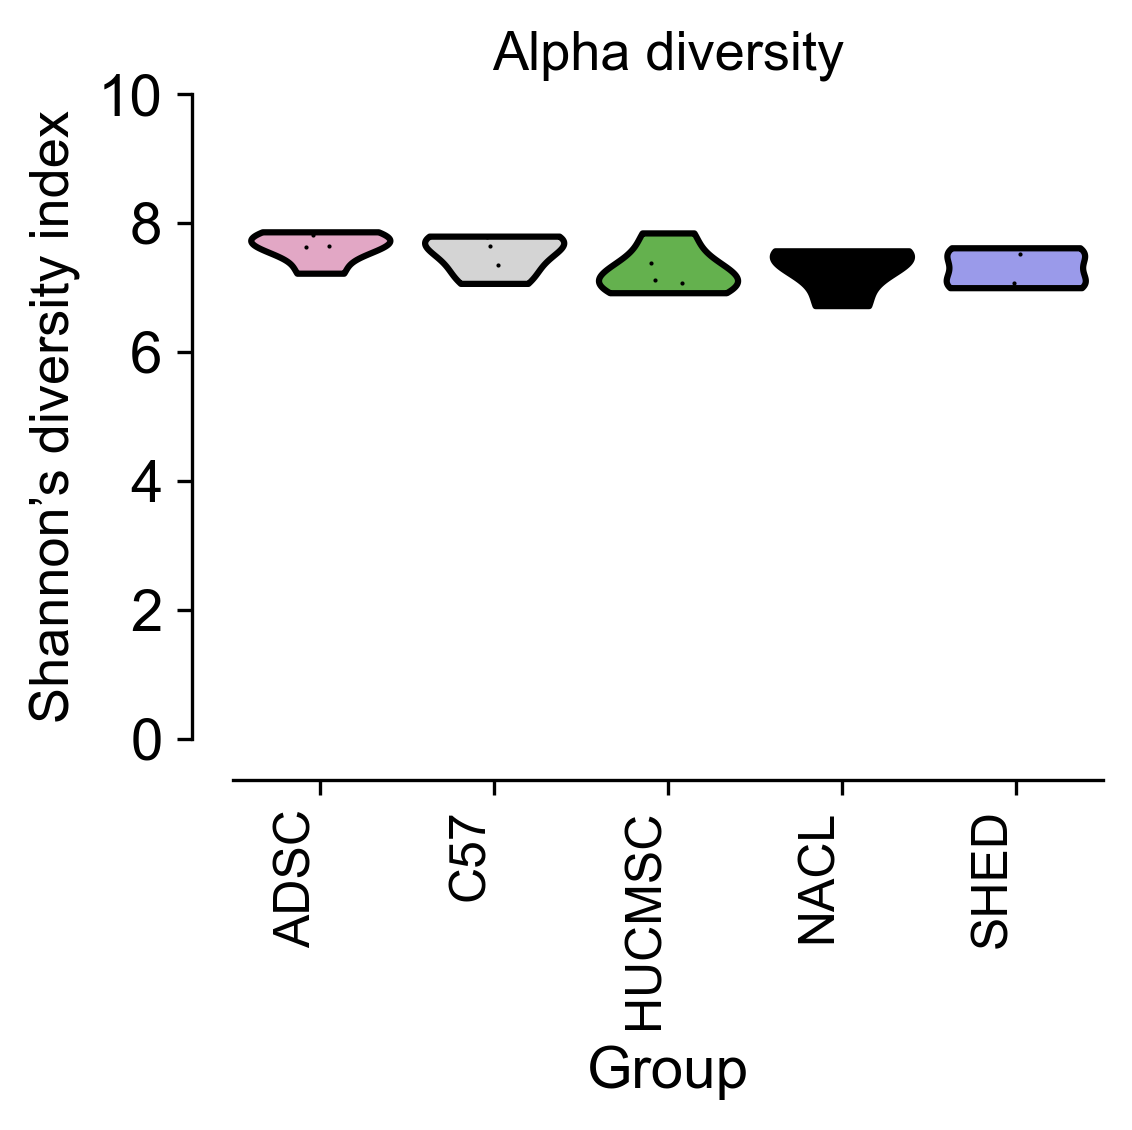 Alpha diversity
Shannon’s diversity index
10
8
6
4
2
0
ADSC
C57
HUCMSC
NACL
SHED
Group